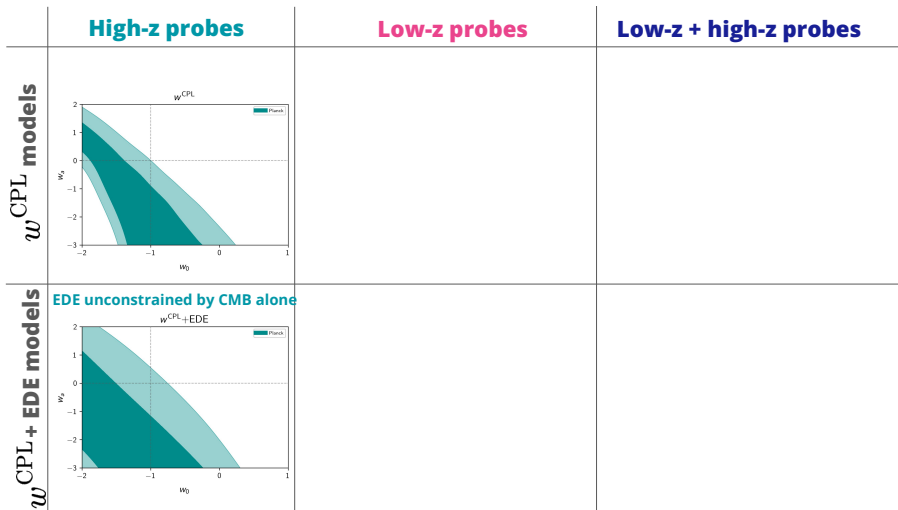 High-z probes
Low-z probes
Low-z + high-z probes
w^CPL models
w^CPL
Planck
2
1
0
−1
−2
−3
w_a
−2
−1
0
1
w_0
w^CPL + EDE models
EDE unconstrained by CMB alone
w^CPL+EDE
Planck
2
1
0
−1
−2
−3
w_a
−2
−1
0
1
w_0